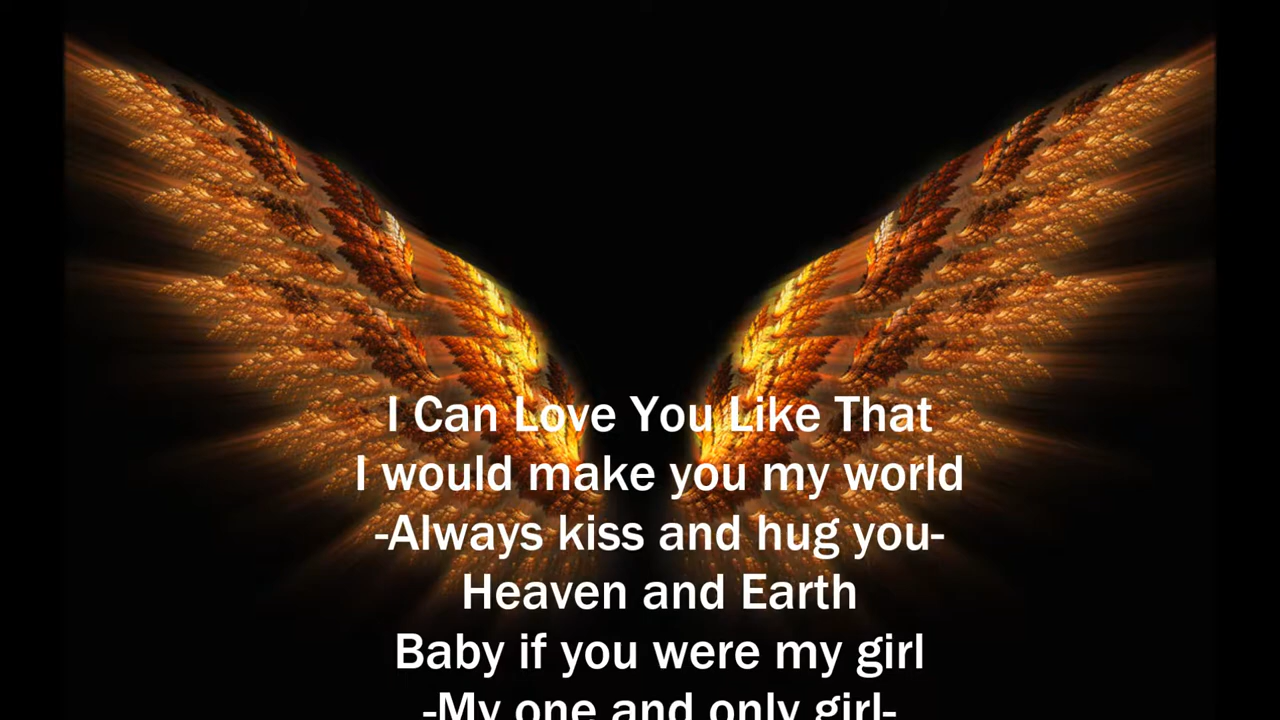 I Can Love You Like That
I would make you my world
-Always kiss and hug you-
Heaven and Earth
Baby if you were my girl
-My one and only girl-